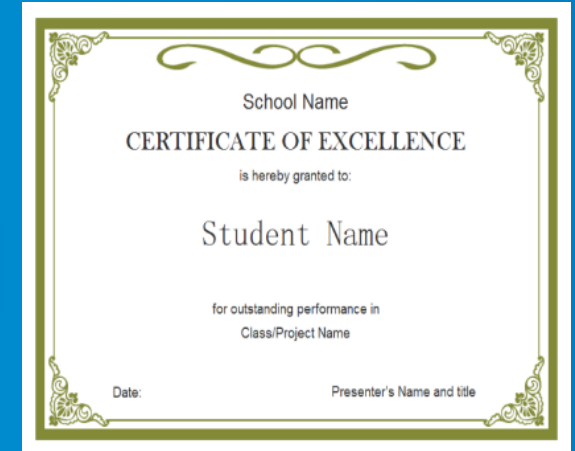 School Name
CERTIFICATE OF EXCELLENCE
is hereby granted to:
Student Name
for outstanding performance in
Class/Project Name
Date: Presenter's Name and title